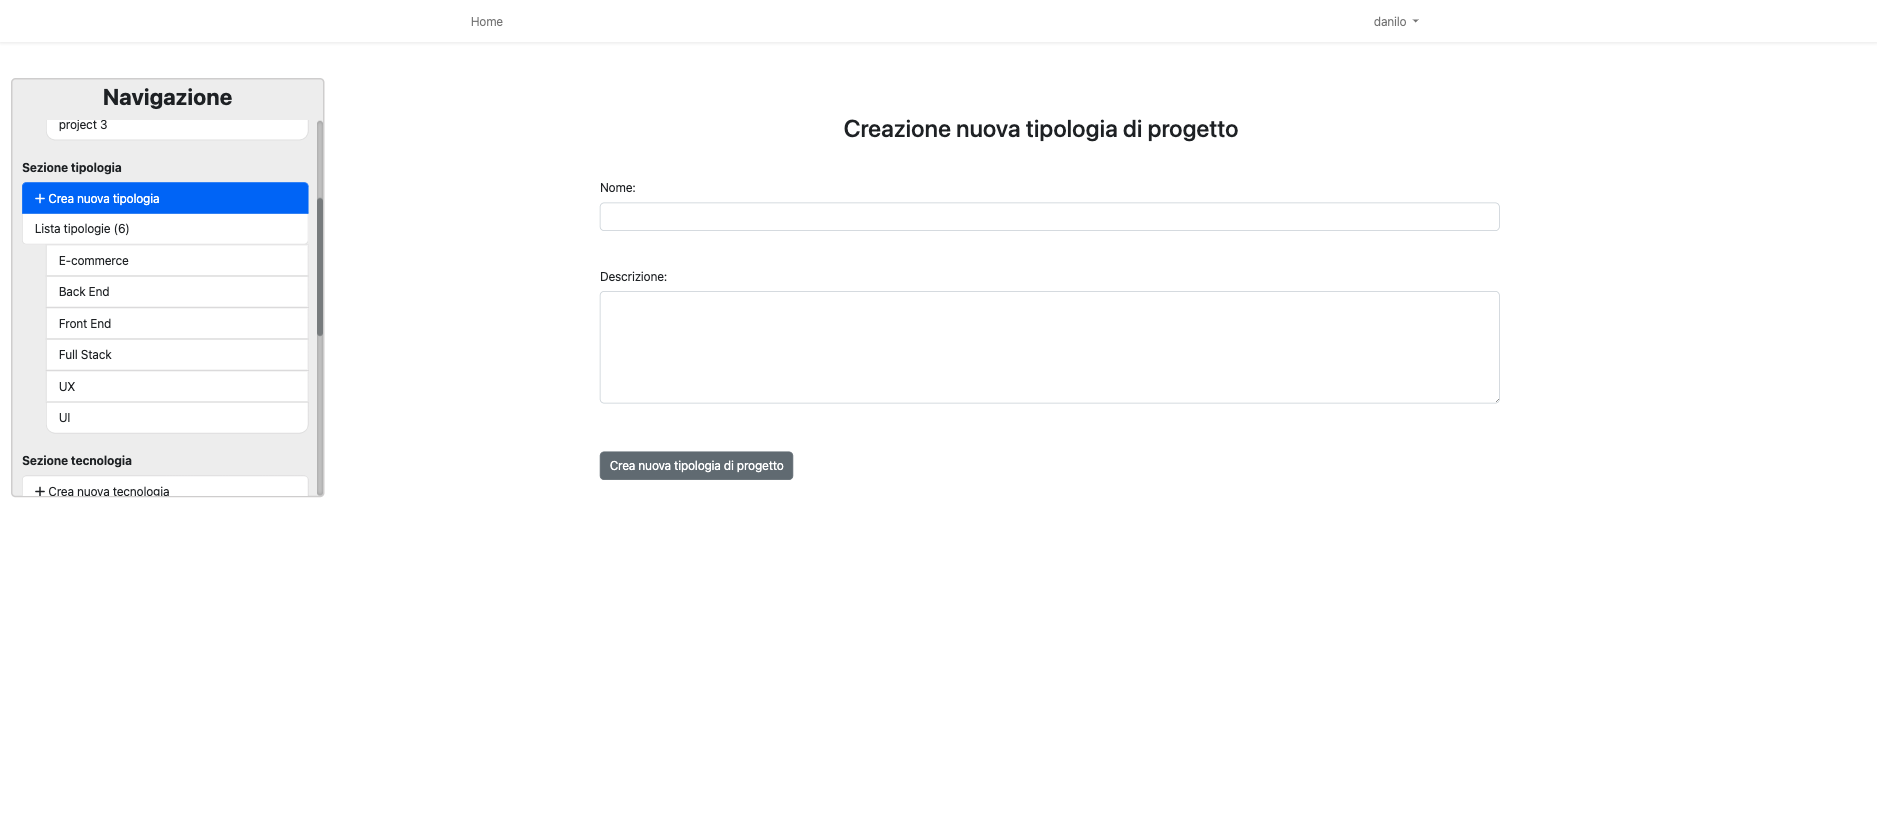 Home
danilo
Navigazione
project 3
Sezione tipologia
+ Crea nuova tipologia
Lista tipologie (6)
E-commerce
Back End
Front End
Full Stack
UX
UI
Sezione tecnologia
+ Crea nuova tecnologia
Creazione nuova tipologia di progetto
Nome:
Descrizione:
Crea nuova tipologia di progetto